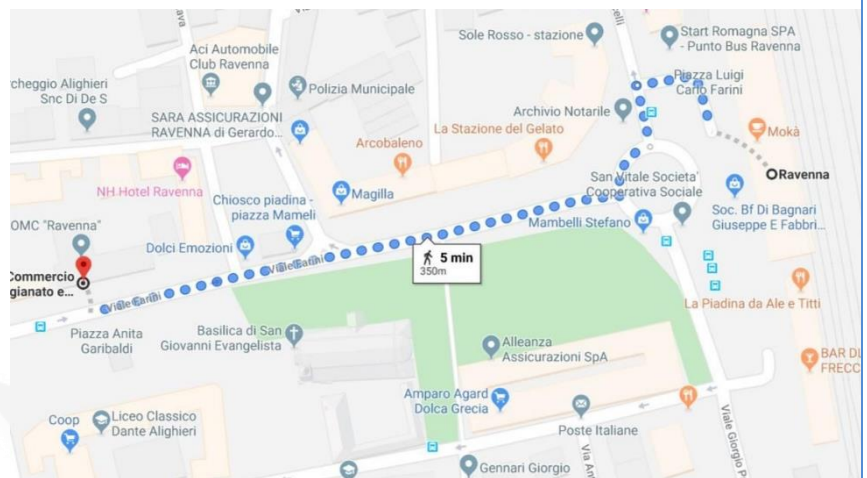 Sole Rosso - stazione
Start Romagna SPA
- Punto Bus Ravenna
Aci Automobile
Club Ravenna
Piazza Luigi
Carlo Farini
rcheggio Alighieri
Snc Di De S
Polizia Municipale
SARA ASSICURAZIONI
RAVENNA di Gerardo...
Archivio Notarile
La Stazione del Gelato
Mokà
Arcobaleno
NH Hotel Ravenna
Magilla
San Vitale Societa'
Cooperativa Sociale
Ravenna
Chiosco piadina -
piazza Mameli
Soc. Bf Di Bagnari
Giuseppe E Fabbri...
OMC "Ravenna"
Dolci Emozioni
Mambelli Stefano
5 min
350m
Commercio
gianato e...
Viale Farini
Viale Farini
La Piadina da Ale e Titti
Piazza Anita
Garibaldi
Basilica di San
Giovanni Evangelista
Alleanza
Assicurazioni SpA
BAR DL
FRECC
Amparo Agard
Dolca Grecia
Coop
Liceo Classico
Dante Alighieri
Poste Italiane
Viale Giorgio P
Via An
Gennari Giorgio